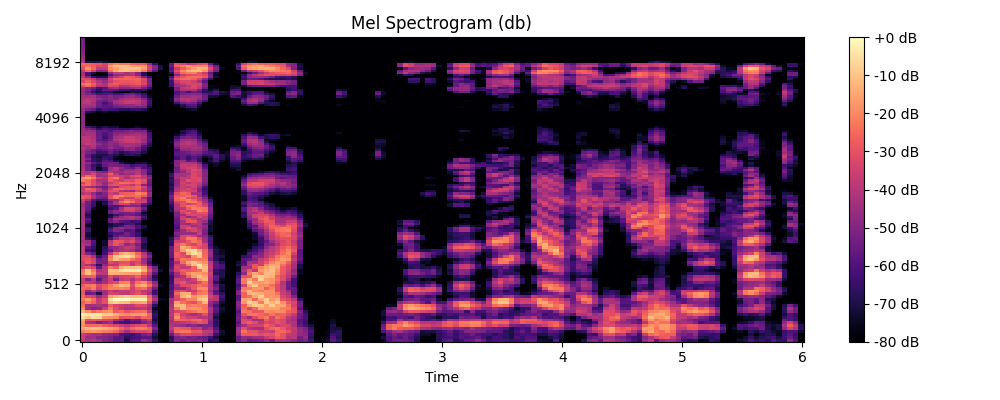 Mel Spectrogram (db)
Hz
8192
4096
2048
1024
512
0
0 1 2 3 4 5 6
Time
+0 dB
-10 dB
-20 dB
-30 dB
-40 dB
-50 dB
-60 dB
-70 dB
-80 dB